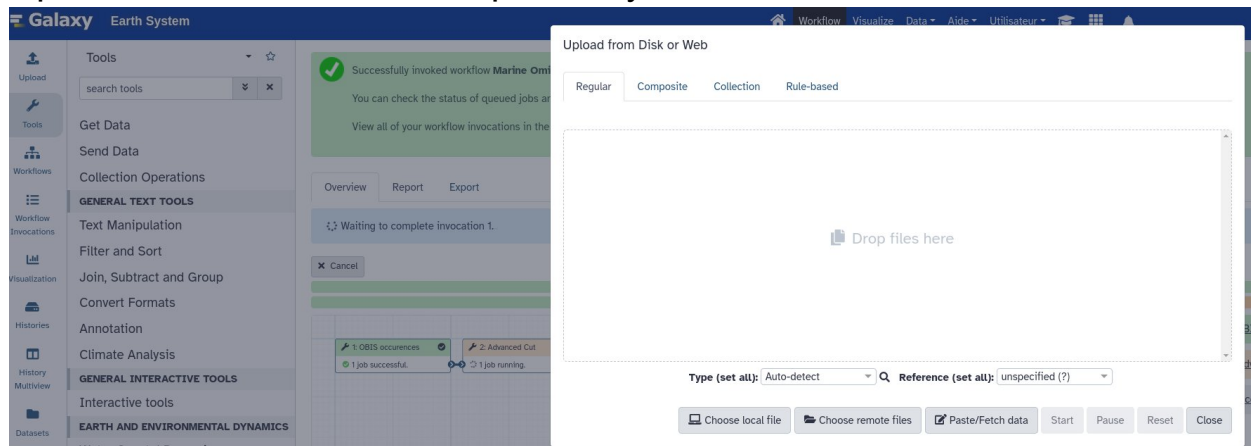 Galaxy Earth System
Workflow Visualize Data Aide Utilisateur
Upload
Tools
Workflows
Workflow Invocations
Visualization
Histories
History Multiview
Datasets
Tools
search tools
Get Data
Send Data
Collection Operations
GENERAL TEXT TOOLS
Text Manipulation
Filter and Sort
Join, Subtract and Group
Convert Formats
Annotation
Climate Analysis
GENERAL INTERACTIVE TOOLS
Interactive tools
EARTH AND ENVIRONMENTAL DYNAMICS
Successfully invoked workflow Marine Omi
You can check the status of queued jobs an
View all of your workflow invocations in the
Overview Report Export
Waiting to complete invocation 1.
Cancel
1: OBIS occurences
1 job successful.
2: Advanced Cut
1 job running.
Upload from Disk or Web
Regular Composite Collection Rule-based
Drop files here
Type (set all): Auto-detect Reference (set all): unspecified (?)
Choose local file Choose remote files Paste/Fetch data Start Pause Reset Close